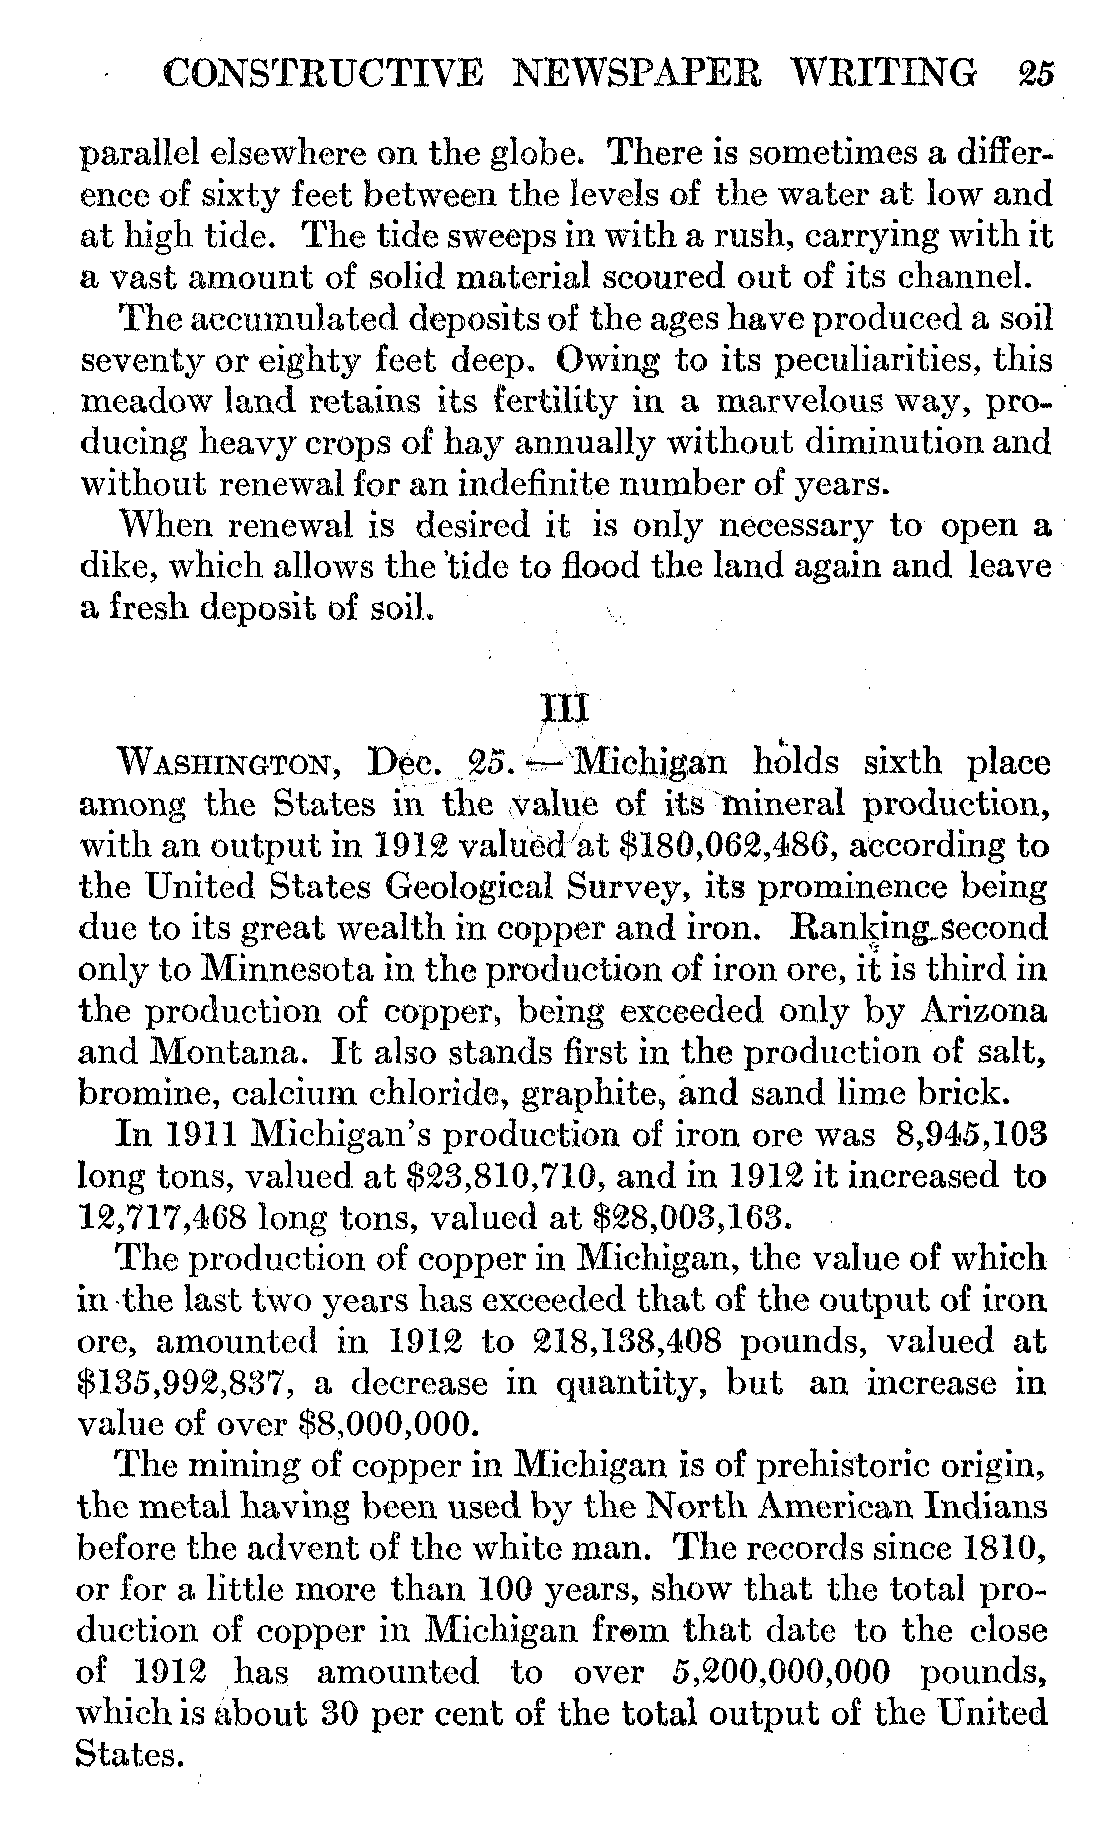 CONSTRUCTIVE NEWSPAPER WRITING 25
parallel elsewhere on the globe. There is sometimes a differ-
ence of sixty feet between the levels of the water at low and
at high tide. The tide sweeps in with a rush, carrying with it
a vast amount of solid material scoured out of its channel.
The accumulated deposits of the ages have produced a soil
seventy or eighty feet deep. Owing to its peculiarities, this
meadow land retains its fertility in a marvelous way, pro-
ducing heavy crops of hay annually without diminution and
without renewal for an indefinite number of years.
When renewal is desired it is only necessary to open a
dike, which allows the tide to flood the land again and leave
a fresh deposit of soil.
III
WASHINGTON, Dec. 25. — Michigan holds sixth place
among the States in the value of its mineral production,
with an output in 1912 valued at $180,062,486, according to
the United States Geological Survey, its prominence being
due to its great wealth in copper and iron. Ranking second
only to Minnesota in the production of iron ore, it is third in
the production of copper, being exceeded only by Arizona
and Montana. It also stands first in the production of salt,
bromine, calcium chloride, graphite, and sand lime brick.
In 1911 Michigan's production of iron ore was 8,945,103
long tons, valued at $23,810,710, and in 1912 it increased to
12,717,468 long tons, valued at $28,003,163.
The production of copper in Michigan, the value of which
in the last two years has exceeded that of the output of iron
ore, amounted in 1912 to 218,138,408 pounds, valued at
$135,992,837, a decrease in quantity, but an increase in
value of over $8,000,000.
The mining of copper in Michigan is of prehistoric origin,
the metal having been used by the North American Indians
before the advent of the white man. The records since 1810,
or for a little more than 100 years, show that the total pro-
duction of copper in Michigan from that date to the close
of 1912 has amounted to over 5,200,000,000 pounds,
which is about 30 per cent of the total output of the United
States.